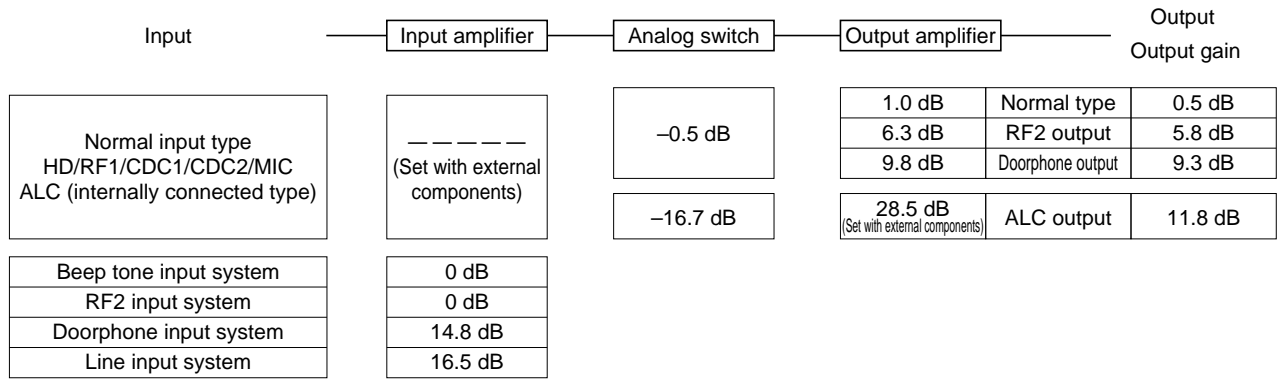 Input
Input amplifier
Analog switch
Output amplifier
Output
Output gain
Normal input type
HD/RF1/CDC1/CDC2/MIC
ALC (internally connected type)
— — — — —
(Set with external
components)
–0.5 dB
1.0 dB Normal type 0.5 dB
6.3 dB RF2 output 5.8 dB
9.8 dB Doorphone output 9.3 dB
–16.7 dB
28.5 dB
(Set with external components)
ALC output
11.8 dB
Beep tone input system 0 dB
RF2 input system 0 dB
Doorphone input system 14.8 dB
Line input system 16.5 dB